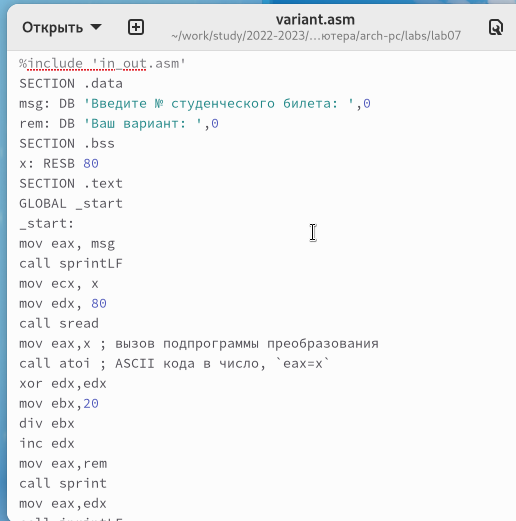 Открыть
variant.asm
~/work/study/2022-2023/…ютера/arch-pc/labs/lab07
%include 'in_out.asm'
SECTION .data
msg: DB 'Введите № студенческого билета: ',0
rem: DB 'Ваш вариант: ',0
SECTION .bss
x: RESB 80
SECTION .text
GLOBAL _start
_start:
mov eax, msg
call sprintLF
mov ecx, x
mov edx, 80
call sread
mov eax,x ; вызов подпрограммы преобразования
call atoi ; ASCII кода в число, `eax=x`
xor edx,edx
mov ebx,20
div ebx
inc edx
mov eax,rem
call sprint
mov eax,edx
call iprintLF